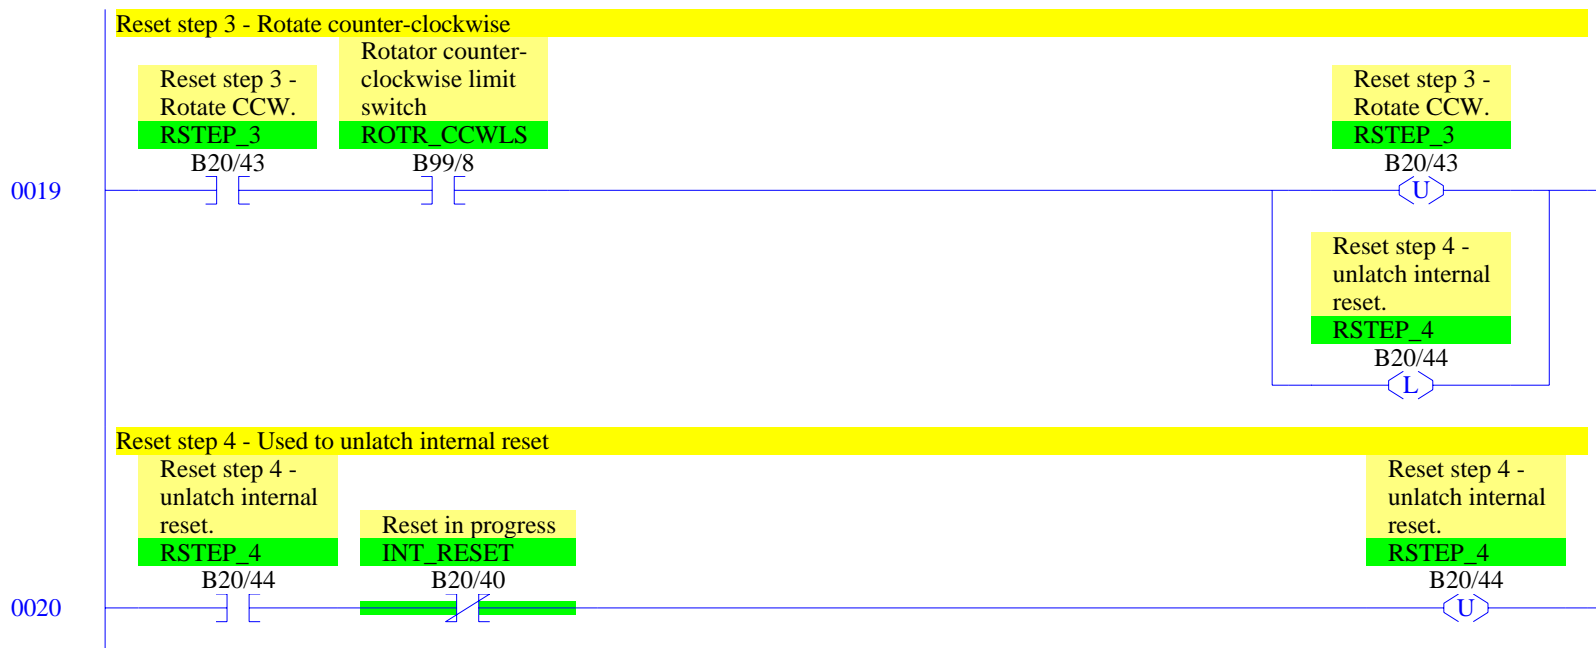 Reset step 3 - Rotate counter-clockwise
Reset step 3 -
Rotate CCW.
RSTEP_3
B20/43
Rotator counter-
clockwise limit
switch
ROTR_CCWLS
B99/8
Reset step 3 -
Rotate CCW.
RSTEP_3
B20/43
0019
U
Reset step 4 -
unlatch internal
reset.
RSTEP_4
B20/44
L
Reset step 4 - Used to unlatch internal reset
Reset step 4 -
unlatch internal
reset.
RSTEP_4
B20/44
Reset in progress
INT_RESET
B20/40
Reset step 4 -
unlatch internal
reset.
RSTEP_4
B20/44
0020
U